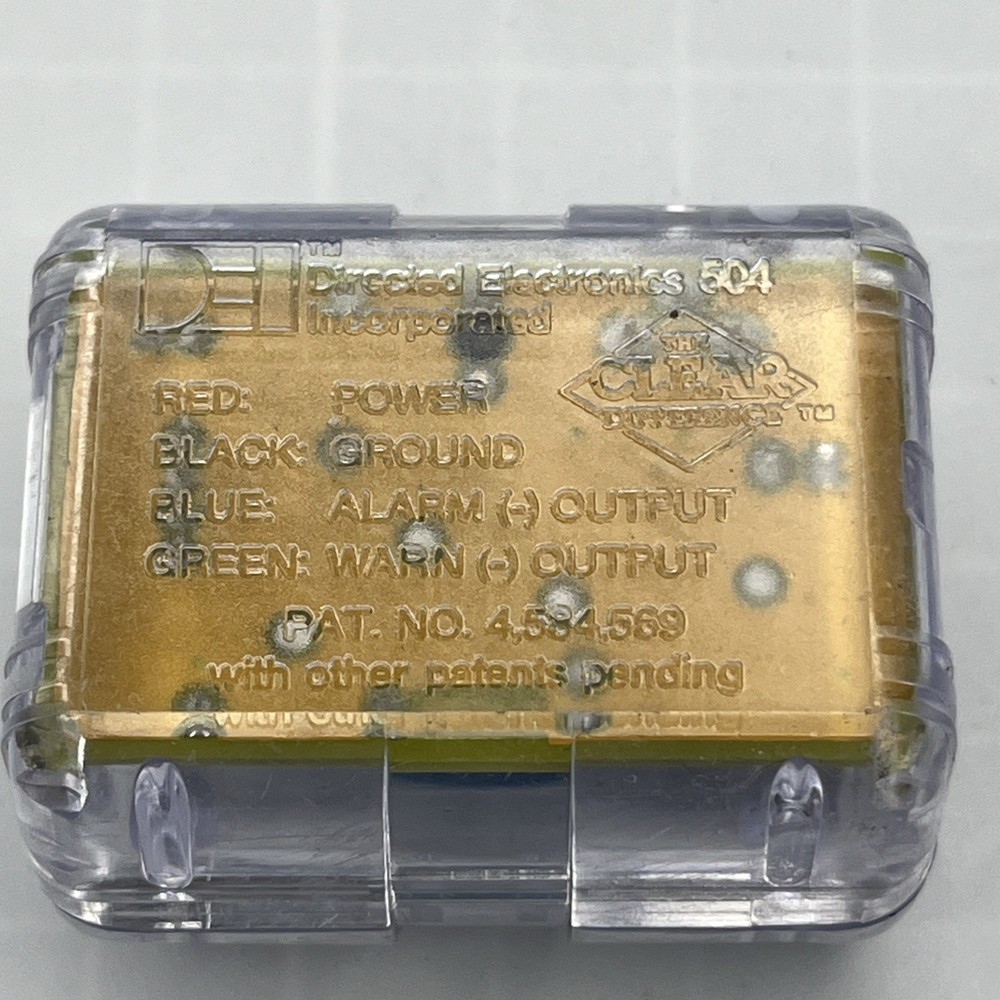 DEI™ Directed Electronics 504
Incorporated
THE
CLEAR
DIFFERENCE™
RED: POWER
BLACK: GROUND
BLUE: ALARM (-) OUTPUT
GREEN: WARN (-) OUTPUT
PAT. NO. 4,584,569
with other patents pending